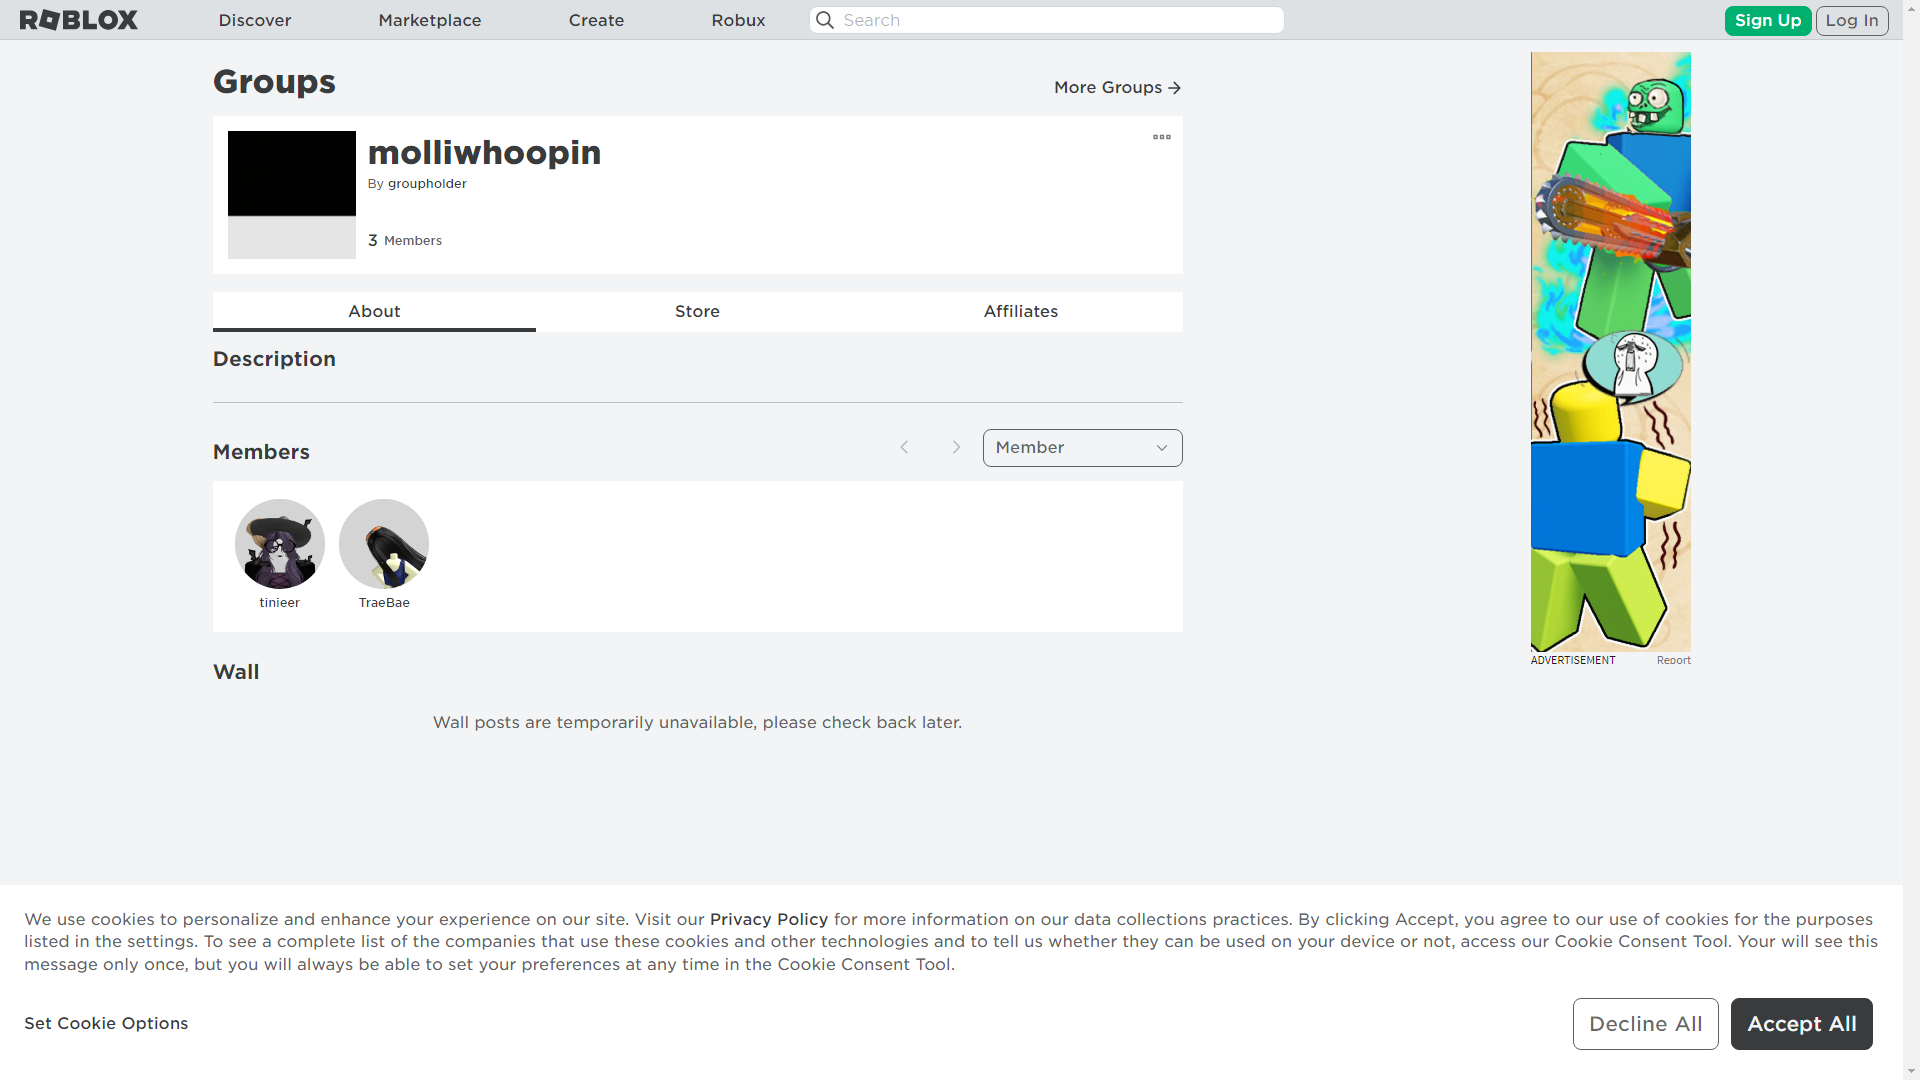 ROBLOX Discover Marketplace Create Robux Search Sign Up Log In
Groups
More Groups
molliwhoopin
By groupholder
3 Members
About Store Affiliates
Description
Members
Member
tinieer TraeBae
ADVERTISEMENT Report
Wall
Wall posts are temporarily unavailable, please check back later.
We use cookies to personalize and enhance your experience on our site. Visit our Privacy Policy for more information on our data collections practices. By clicking Accept, you agree to our use of cookies for the purposes
listed in the settings. To see a complete list of the companies that use these cookies and other technologies and to tell us whether they can be used on your device or not, access our Cookie Consent Tool. Your will see this
message only once, but you will always be able to set your preferences at any time in the Cookie Consent Tool.
Set Cookie Options
Decline All
Accept All